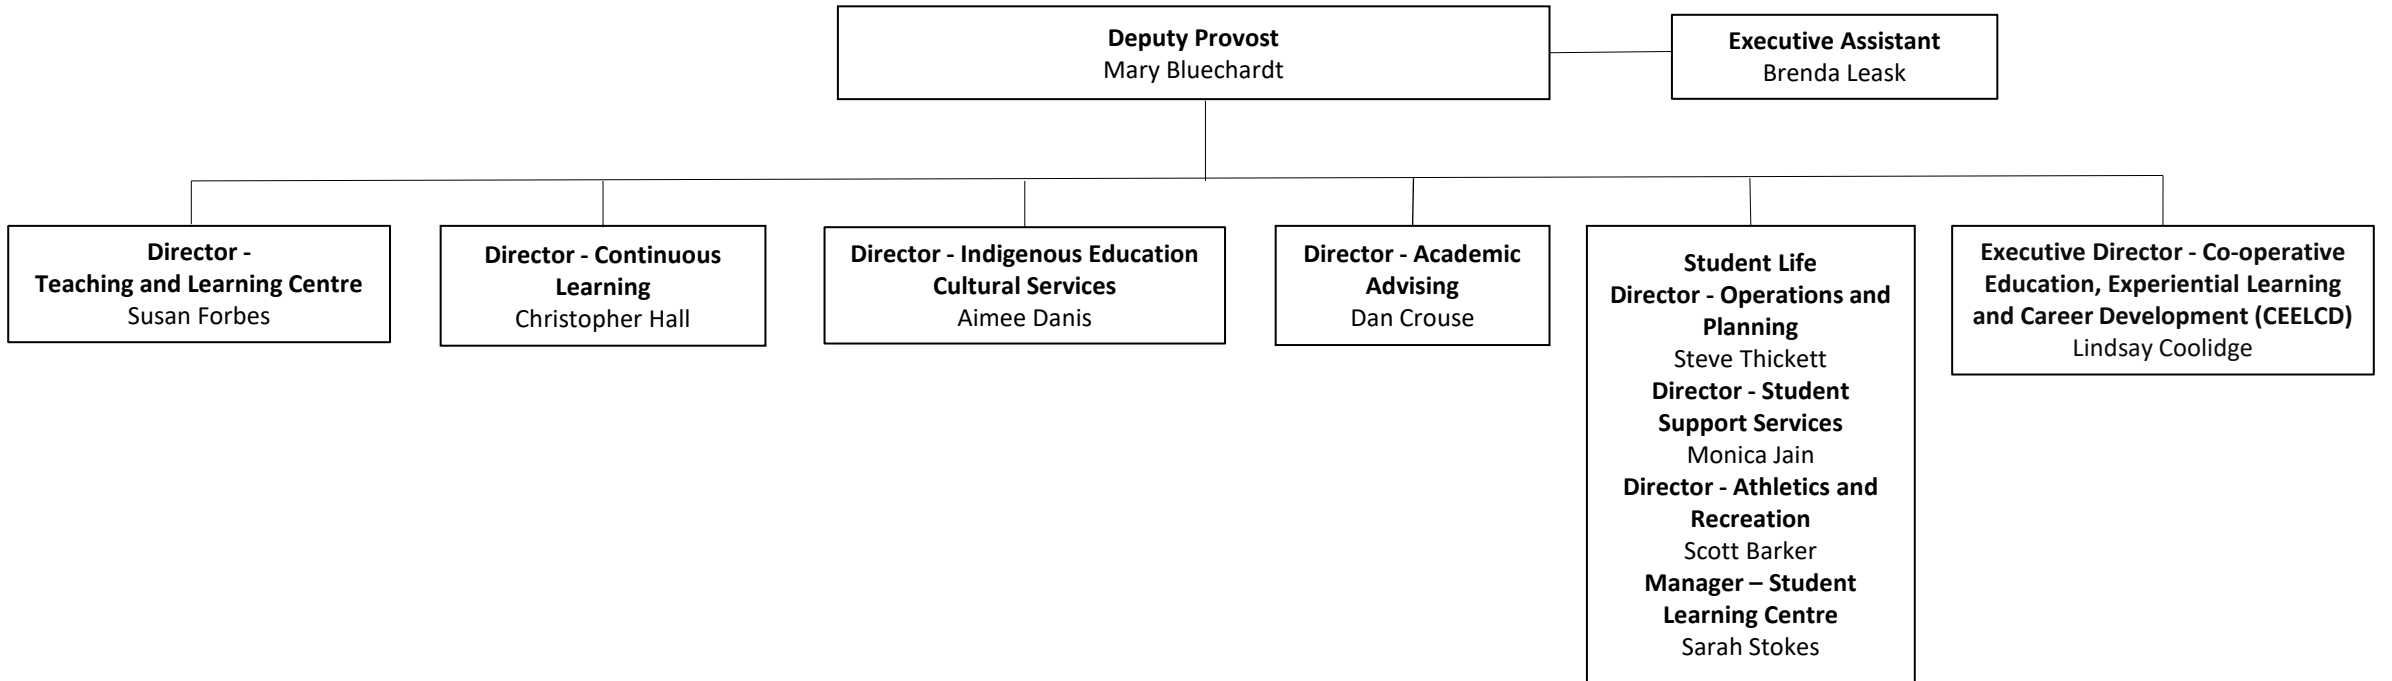 Deputy Provost
Mary Bluechardt
Executive Assistant
Brenda Leask
Director -
Teaching and Learning Centre
Susan Forbes
Director - Continuous
Learning
Christopher Hall
Director - Indigenous Education
Cultural Services
Aimee Danis
Director - Academic
Advising
Dan Crouse
Student Life
Director - Operations and
Planning
Steve Thickett
Director - Student
Support Services
Monica Jain
Director - Athletics and
Recreation
Scott Barker
Manager – Student
Learning Centre
Sarah Stokes
Executive Director - Co-operative
Education, Experiential Learning
and Career Development (CEELCD)
Lindsay Coolidge